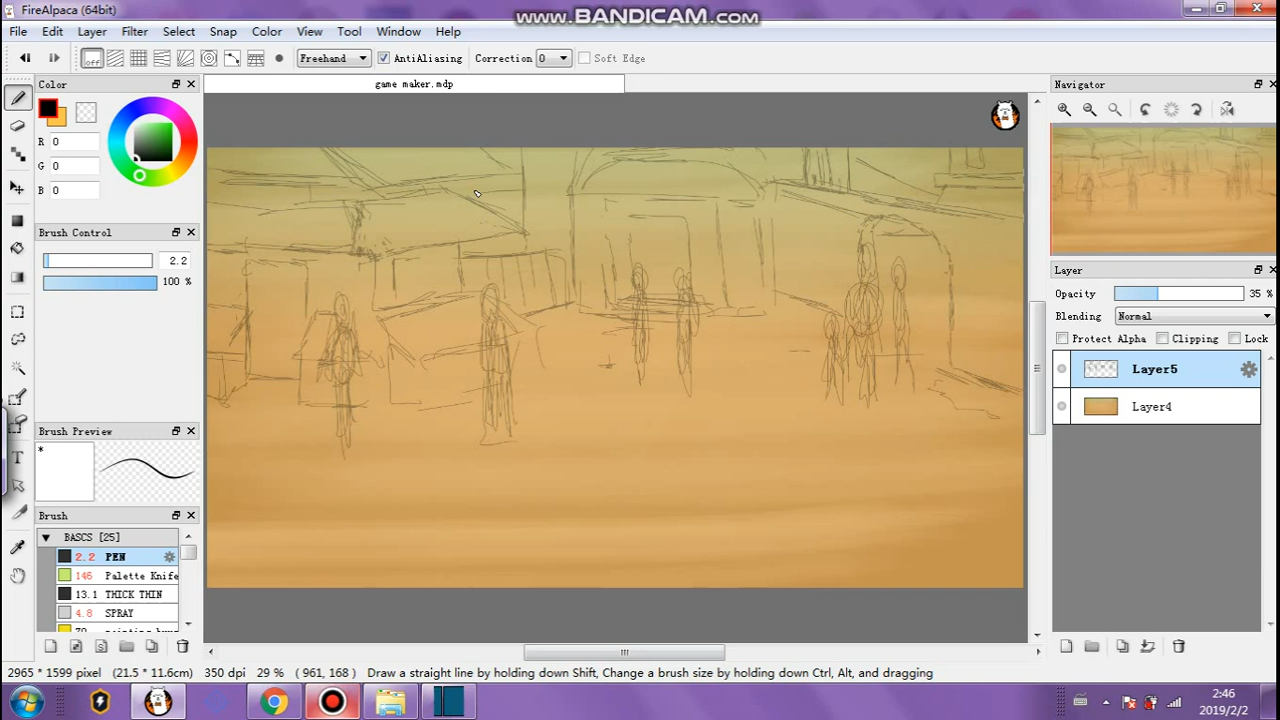 FireAlpaca (64bit)
www.BANDICAM.com
File Edit Layer Filter Select Snap Color View Tool Window Help
off Freehand AntiAliasing Correction 0 Soft Edge
Color
game maker.mdp
Navigator
R 0
G 0
B 0
Brush Control
2.2
100 %
Layer
Opacity 35 %
Blending Normal
Protect Alpha Clipping Lock
Layer5
Layer4
Brush Preview
*
Brush
BASCS [25]
2.2 PEN
146 Palette Knife
13.1 THICK THIN
4.8 SPRAY
T
2965 * 1599 pixel (21.5 * 11.6cm) 350 dpi 29 % (961, 168) Draw a straight line by holding down Shift, Change a brush size by holding down Ctrl, Alt, and dragging
2:46
2019/2/2